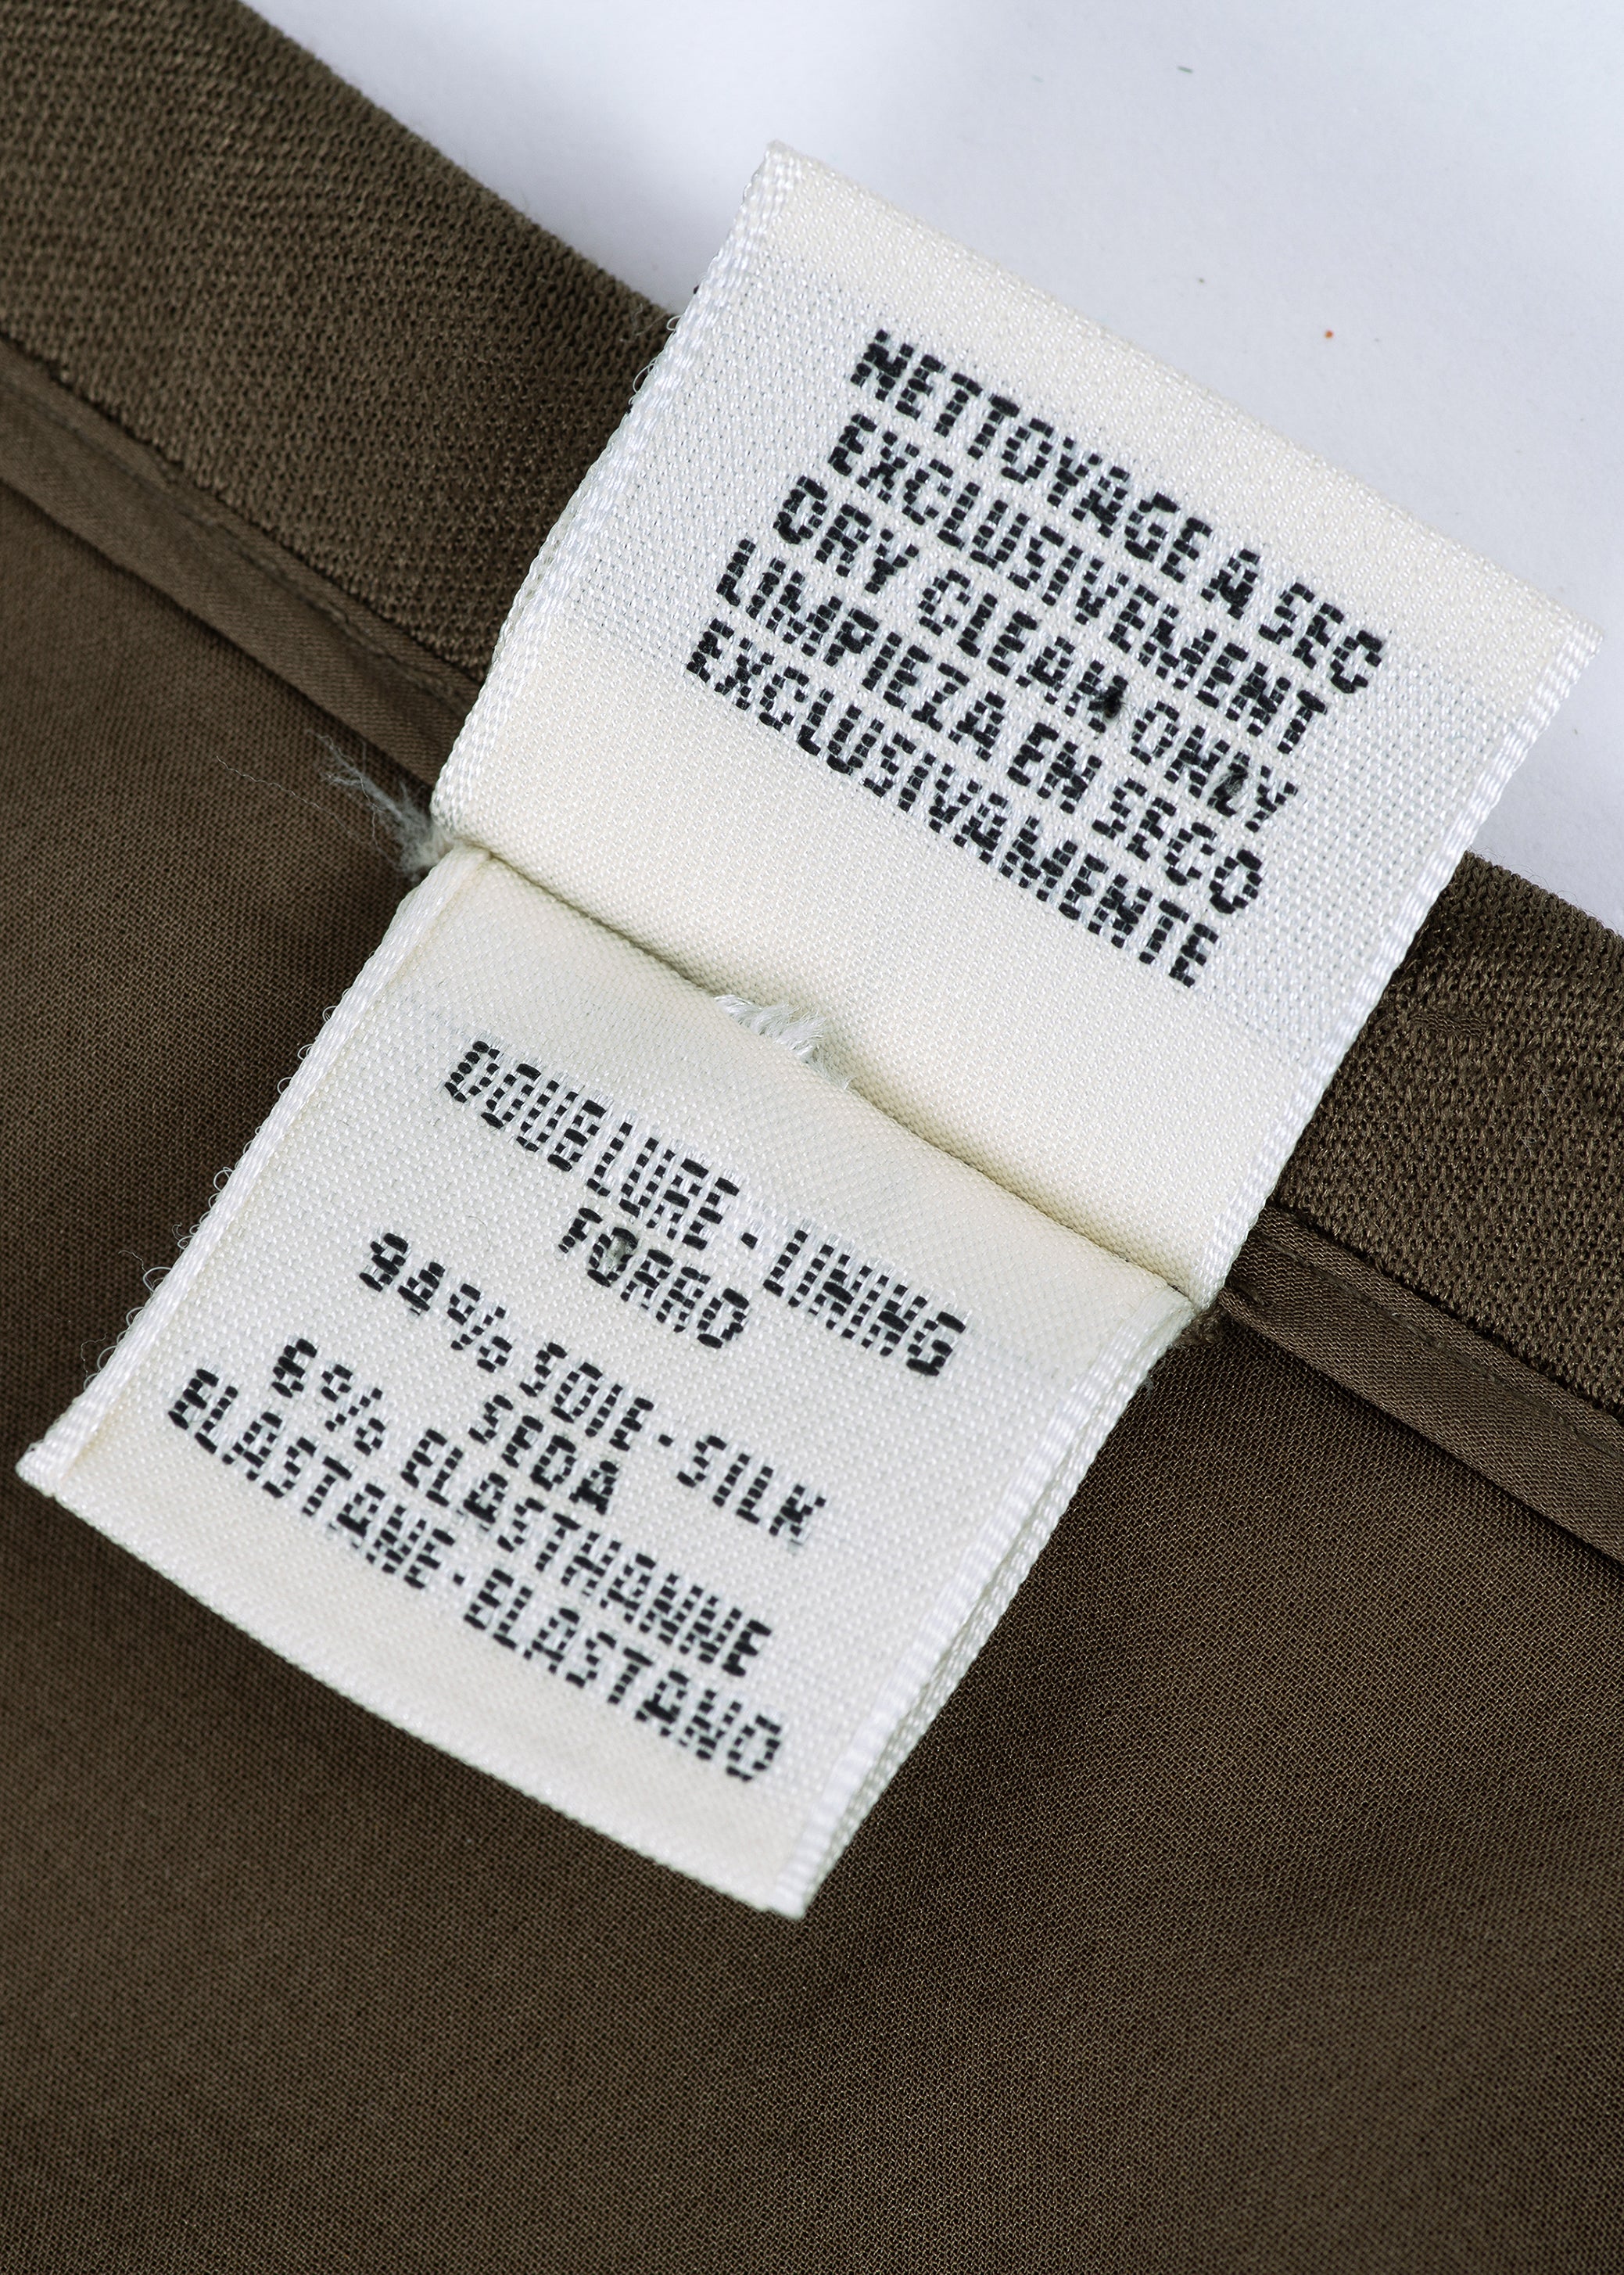 NETTOYAGE A SEC
EXCLUSIVEMENT
DRY CLEAN ONLY
LIMPIEZA EN SECO
EXCLUSIVAMENTE
DOUBLURE - LINING
FORRO
94% SOIE - SILK
SEDA
6% ELASTHANNE
ELASTANE - ELASTANO